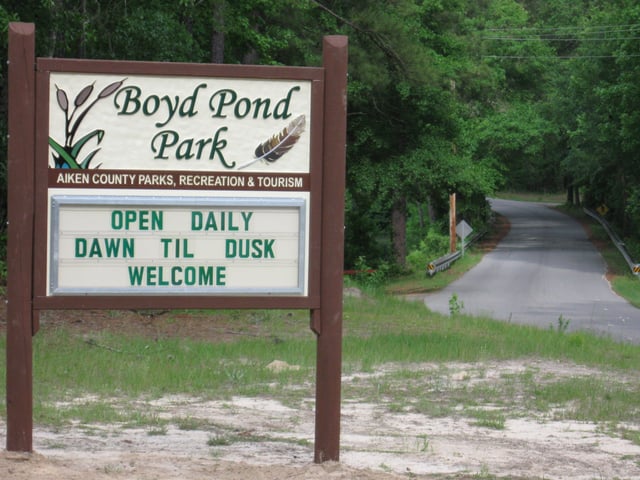 Boyd Pond
Park
AIKEN COUNTY PARKS, RECREATION & TOURISM
OPEN DAILY
DAWN TIL DUSK
WELCOME